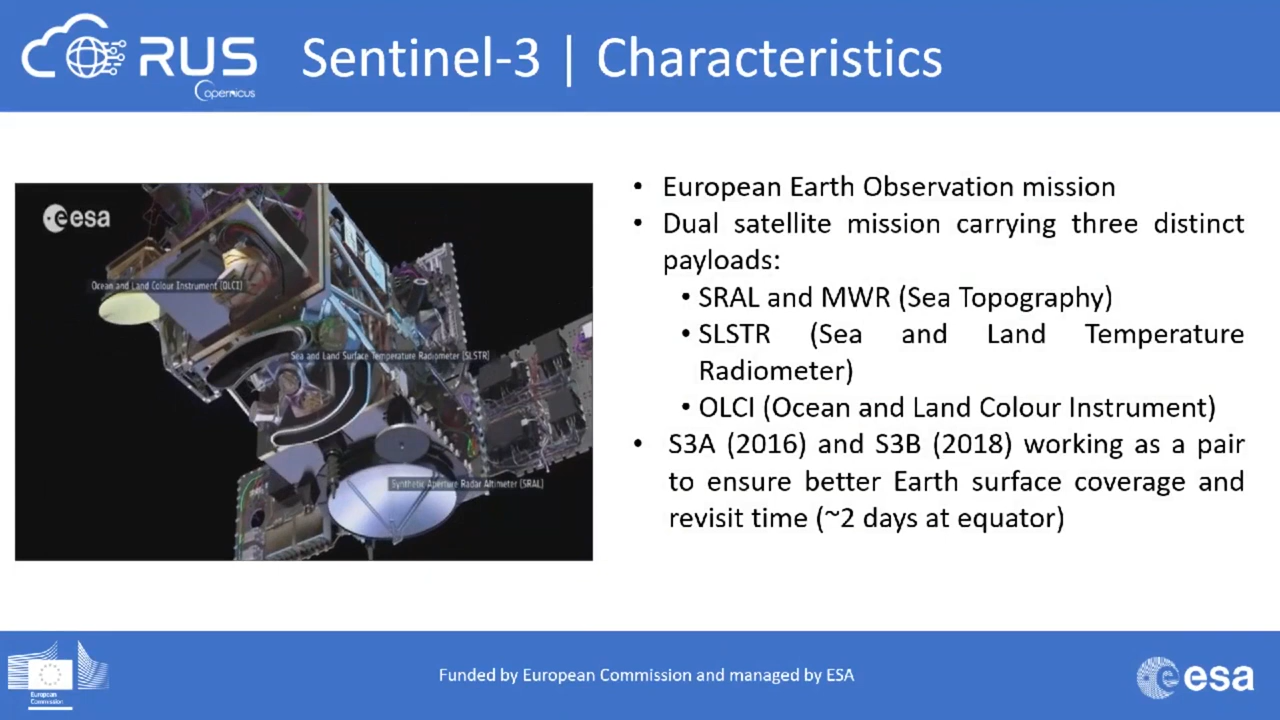 RUS
Copernicus
Sentinel-3 | Characteristics
esa
Ocean and Land Colour Instrument (OLCI)
Sea and Land Surface Temperature Radiometer (SLSTR)
Synthetic Aperture Radar Altimeter (SRAL)
• European Earth Observation mission
• Dual satellite mission carrying three distinct
payloads:
• SRAL and MWR (Sea Topography)
• SLSTR (Sea and Land Temperature
Radiometer)
• OLCI (Ocean and Land Colour Instrument)
• S3A (2016) and S3B (2018) working as a pair
to ensure better Earth surface coverage and
revisit time (~2 days at equator)
European
Commission
Funded by European Commission and managed by ESA
esa